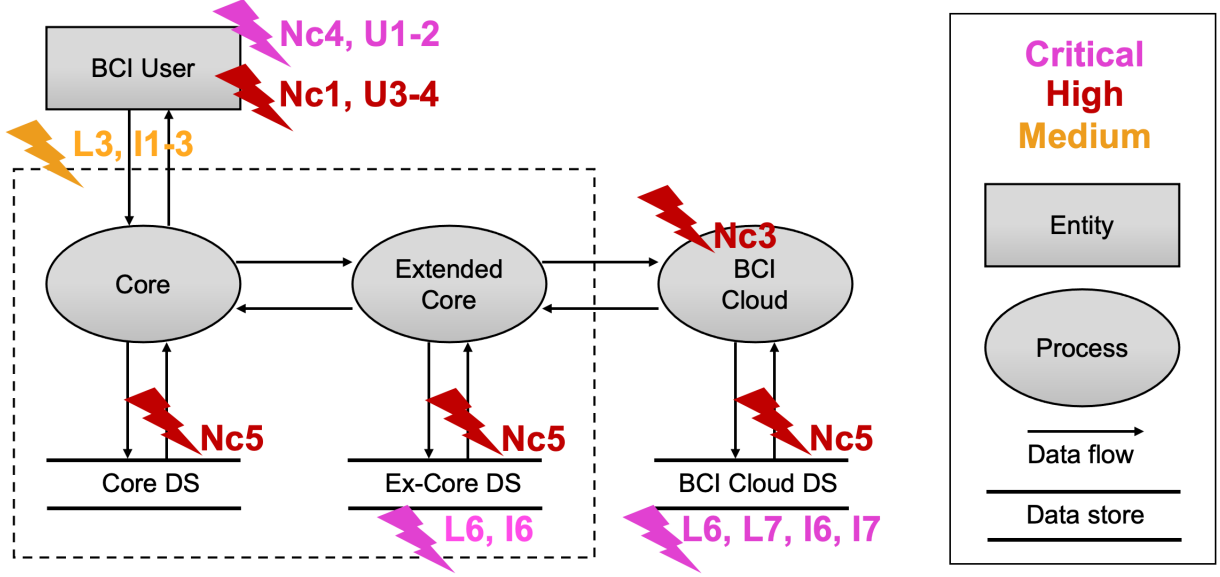 Nc4, U1-2
BCI User
Nc1, U3-4
L3, I1-3
Core
Extended
Core
Nc3
BCI
Cloud
Nc5
Nc5
Nc5
Core DS
Ex-Core DS
BCI Cloud DS
L6, I6
L6, L7, I6, I7
Critical
High
Medium
Entity
Process
Data flow
Data store